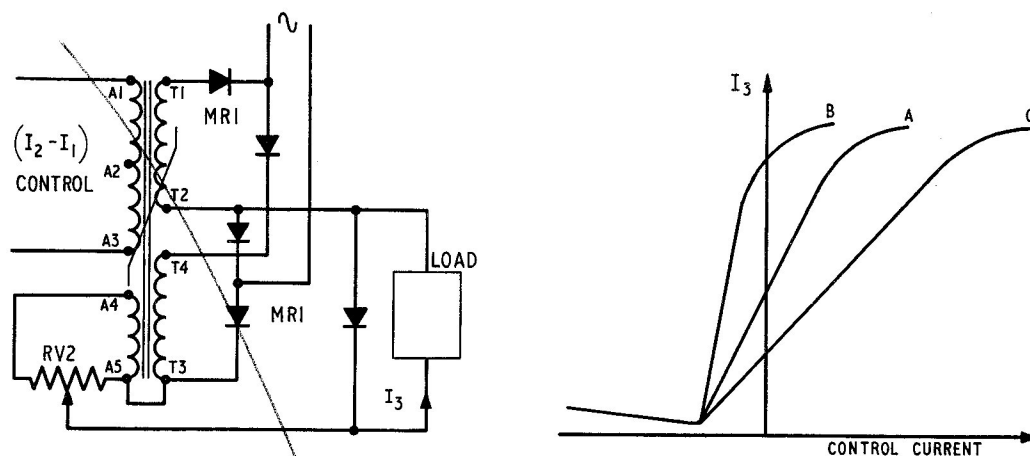 A1
T1
MR1
(I₂-I₁)
CONTROL
A2
T2
A3
T4
LOAD
A4
MR1
RV2
A5
T3
I₃
I₃
B
A
C
CONTROL CURRENT